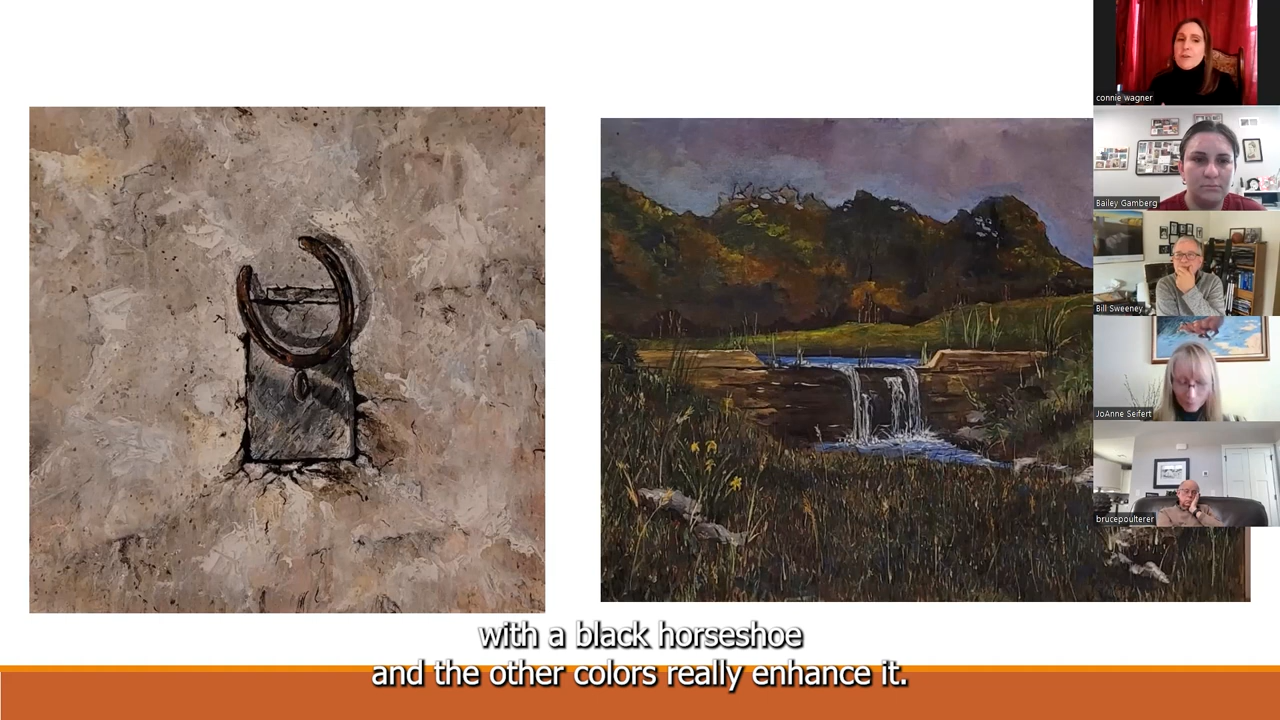 connie wagner
Bailey Gamberg
Bill Sweeney
JoAnne Seifert
brucepoulterer
with a black horseshoe
and the other colors really enhance it.